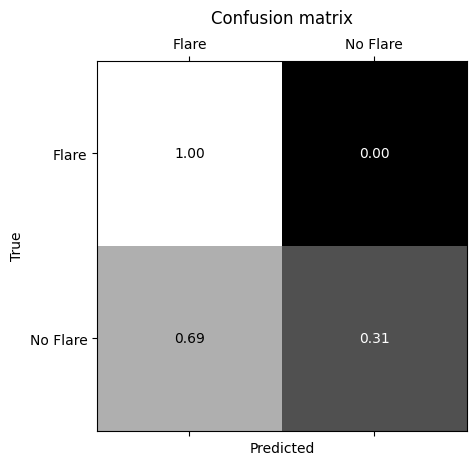 Confusion matrix
Flare No Flare
Flare 1.00 0.00
True
No Flare 0.69 0.31
Predicted